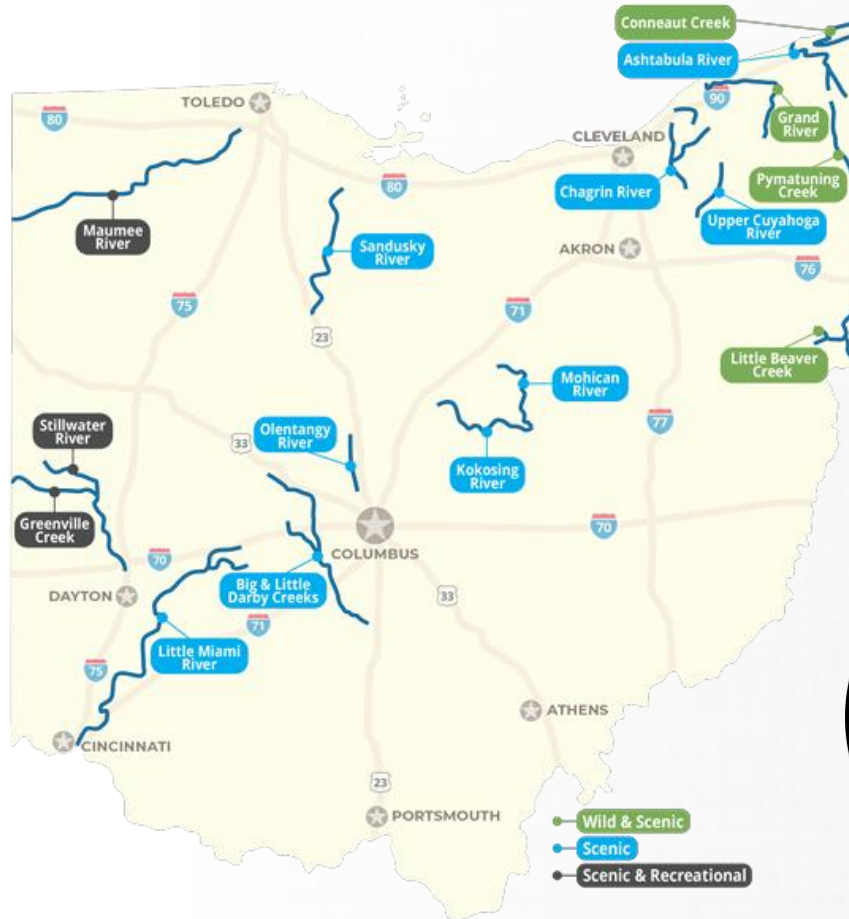 Conneaut Creek
Ashtabula River
TOLEDO
90
80
Grand
River
CLEVELAND
Pymatuning
Creek
80
Chagrin River
Maumee
River
Upper Cuyahoga
River
Sandusky
River
AKRON
76
75
71
23
Little Beaver
Creek
Mohican
River
Stillwater
River
Olentangy
River
33
77
Kokosing
River
Greenville
Creek
70
COLUMBUS
70
Big & Little
Darby Creeks
DAYTON
33
71
Little Miami
River
75
ATHENS
CINCINNATI
23
PORTSMOUTH
Wild & Scenic
Scenic
Scenic & Recreational